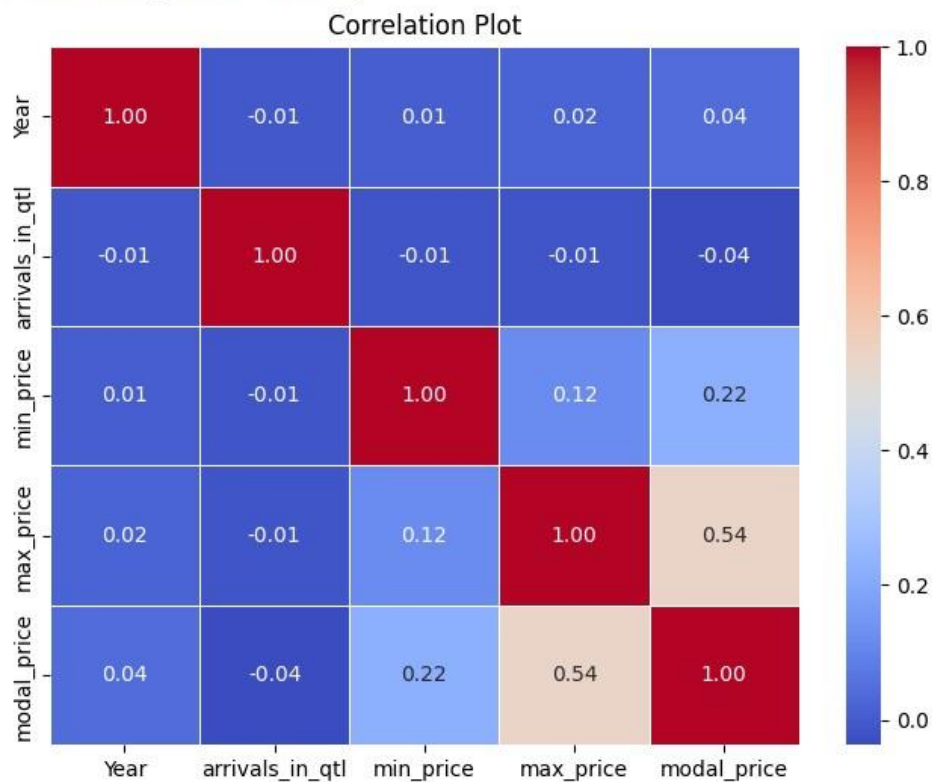 Correlation Plot
Year 1.00 -0.01 0.01 0.02 0.04
arrivals_in_qtl -0.01 1.00 -0.01 -0.01 -0.04
min_price 0.01 -0.01 1.00 0.12 0.22
max_price 0.02 -0.01 0.12 1.00 0.54
modal_price 0.04 -0.04 0.22 0.54 1.00
Year arrivals_in_qtl min_price max_price modal_price
1.0
0.8
0.6
0.4
0.2
0.0